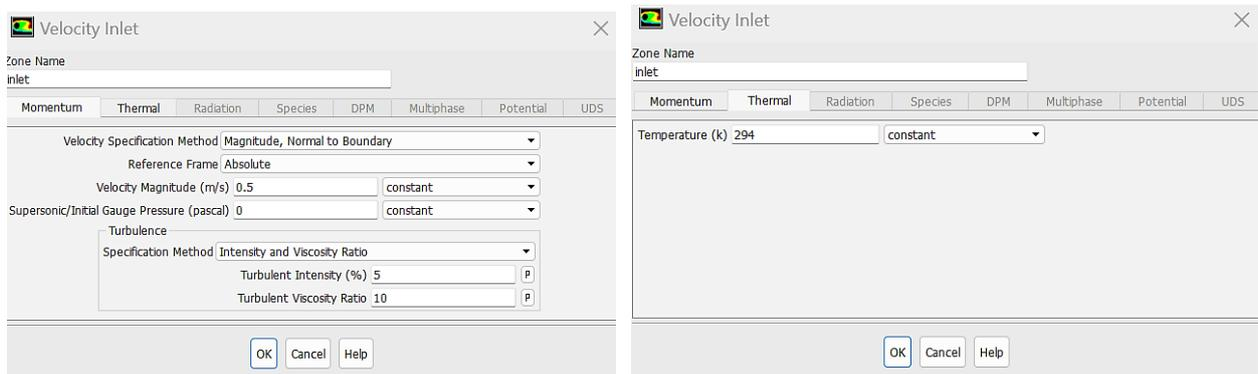 Velocity Inlet
Zone Name
inlet
Momentum Thermal Radiation Species DPM Multiphase Potential UDS
Velocity Specification Method Magnitude, Normal to Boundary
Reference Frame Absolute
Velocity Magnitude (m/s) 0.5 constant
Supersonic/Initial Gauge Pressure (pascal) 0 constant
Turbulence
Specification Method Intensity and Viscosity Ratio
Turbulent Intensity (%) 5 P
Turbulent Viscosity Ratio 10 P
OK Cancel Help
Velocity Inlet
Zone Name
inlet
Momentum Thermal Radiation Species DPM Multiphase Potential UDS
Temperature (k) 294 constant
OK Cancel Help